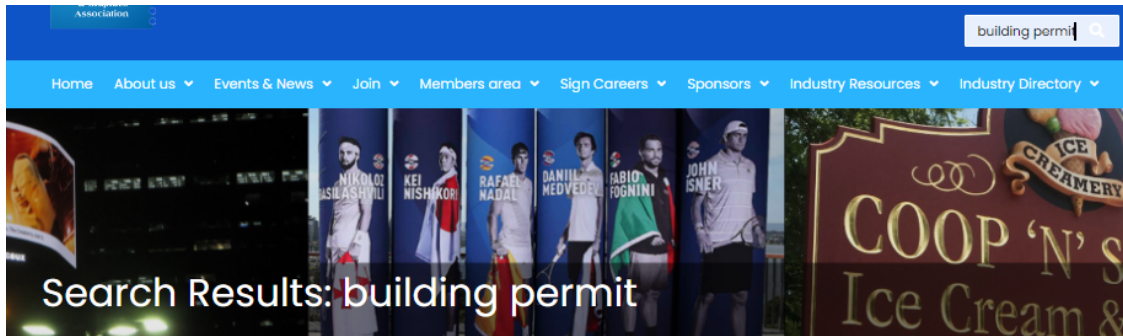 Association
building permit
Home About us Events & News Join Members area Sign Careers Sponsors Industry Resources Industry Directory
NIKOLOZ
BASILASHVILI
KEI
NISHIKORI
RAFAEL
NADAL
DANIIL
MEDVEDEV
FABIO
FOGNINI
JOHN
ISNER
ICE
CREAMERY
COOP 'N' S
Ice Cream &
Search Results: building permit